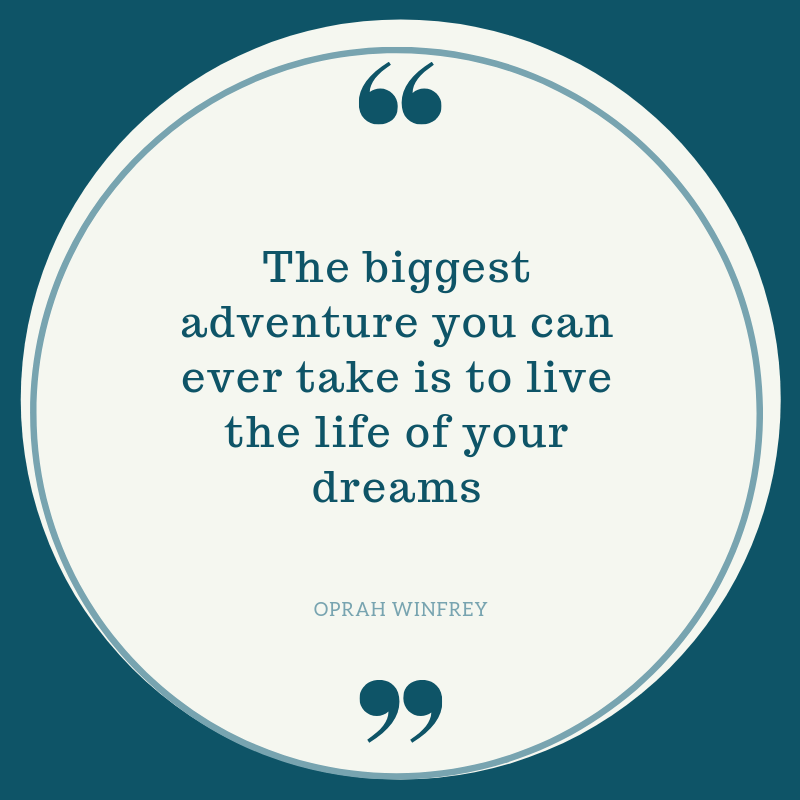 “
The biggest
adventure you can
ever take is to live
the life of your
dreams
OPRAH WINFREY
”